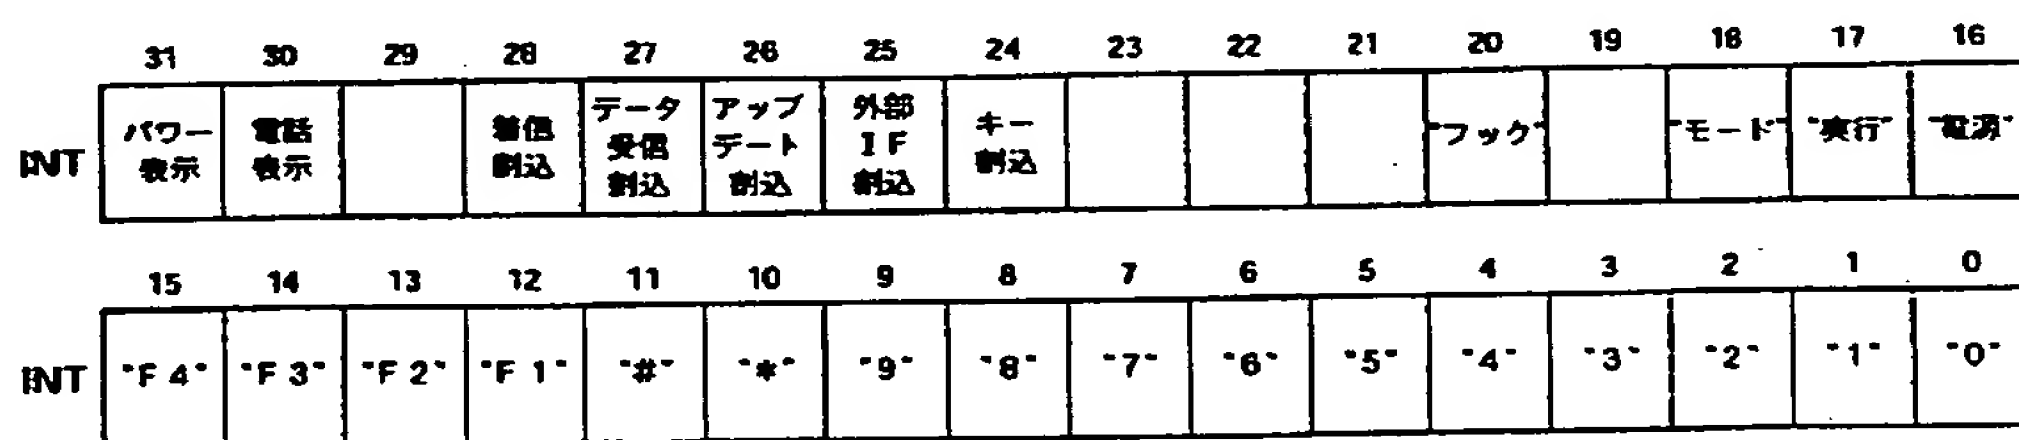 31 30 29 28 27 26 25 24 23 22 21 20 19 18 17 16
INT
パワー
表示
電話
表示
着信
割込
データ
受信
割込
アップ
デート
割込
外部
IF
割込
キー
割込
"フック"
"モード"
"実行"
"電源"
15 14 13 12 11 10 9 8 7 6 5 4 3 2 1 0
INT "F4" "F3" "F2" "F1" "#" "*" "9" "8" "7" "6" "5" "4" "3" "2" "1" "0"